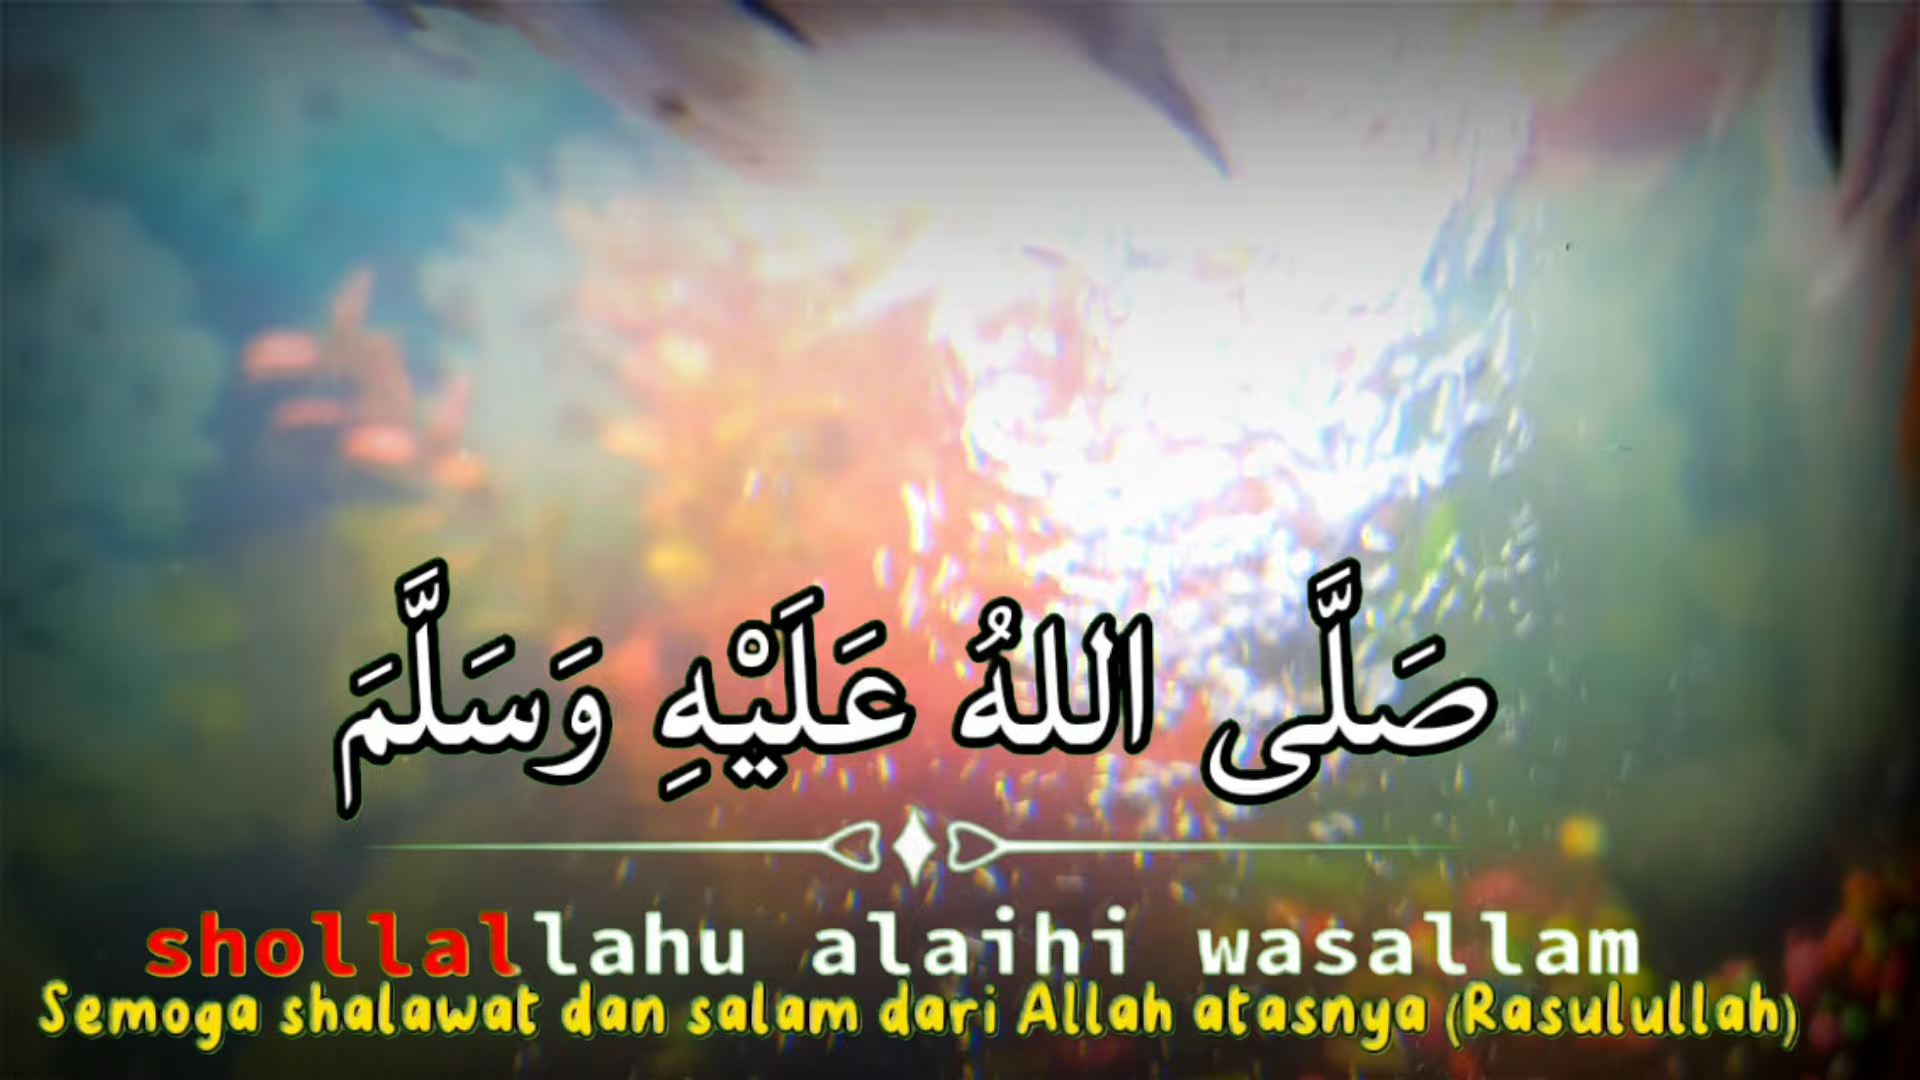 صَلَّى اللهُ عَلَيْهِ وَسَلَّمَ
shollallahu alaihi wasallam
Semoga shalawat dan salam dari Allah atasnya (Rasulullah)